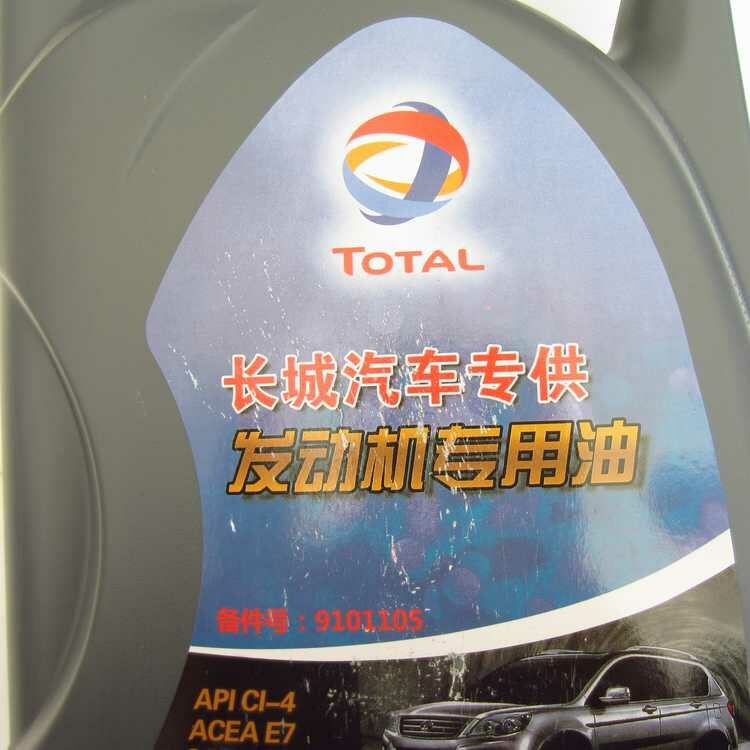 TOTAL
长城汽车专供
发动机专用油
备件号：9101105
API CI-4
ACEA E7